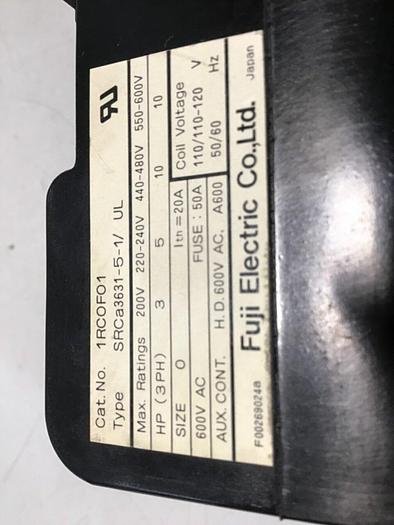 Cat. No. 1RC0F01
Type SRCa3631-5-1/ UL
Max. Ratings 200V 220-240V 440-480V 550-600V
HP (3PH) 3 5 10 10
SIZE 0 Ith=20A Coil Voltage
600V AC FUSE: 50A 110/110-120 V
AUX. CONT. H.D. 600V AC, A600 50/60 Hz
Fuji Electric Co.,Ltd. Japan
F00269024a